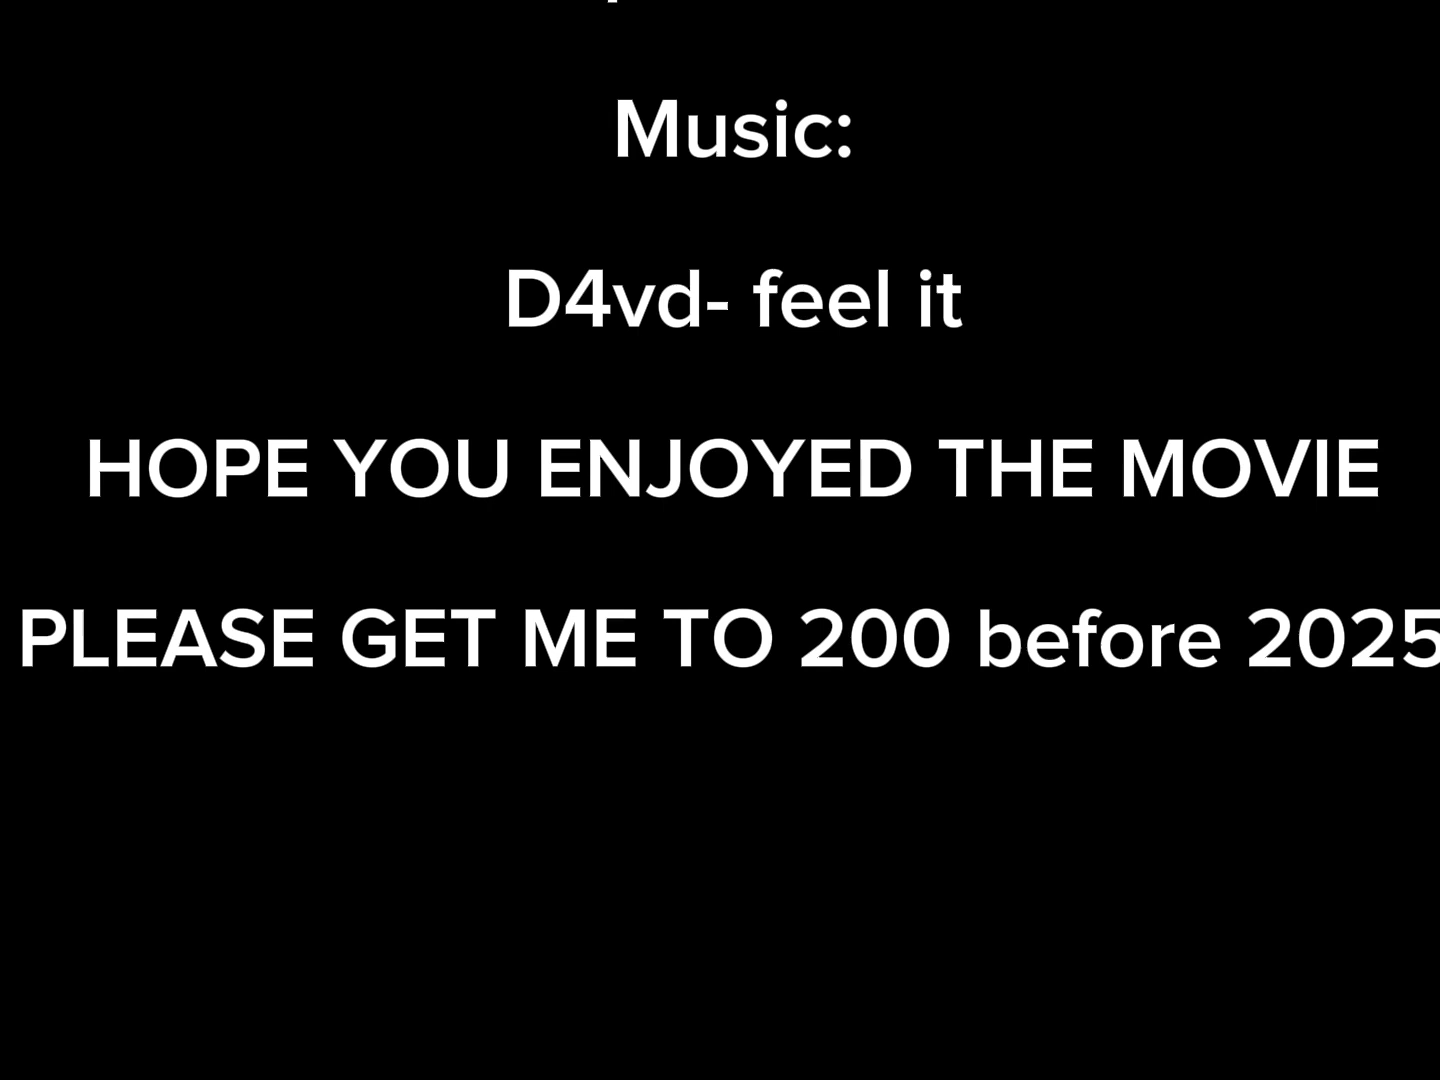 Music:
D4vd- feel it
HOPE YOU ENJOYED THE MOVIE
PLEASE GET ME TO 200 before 2025